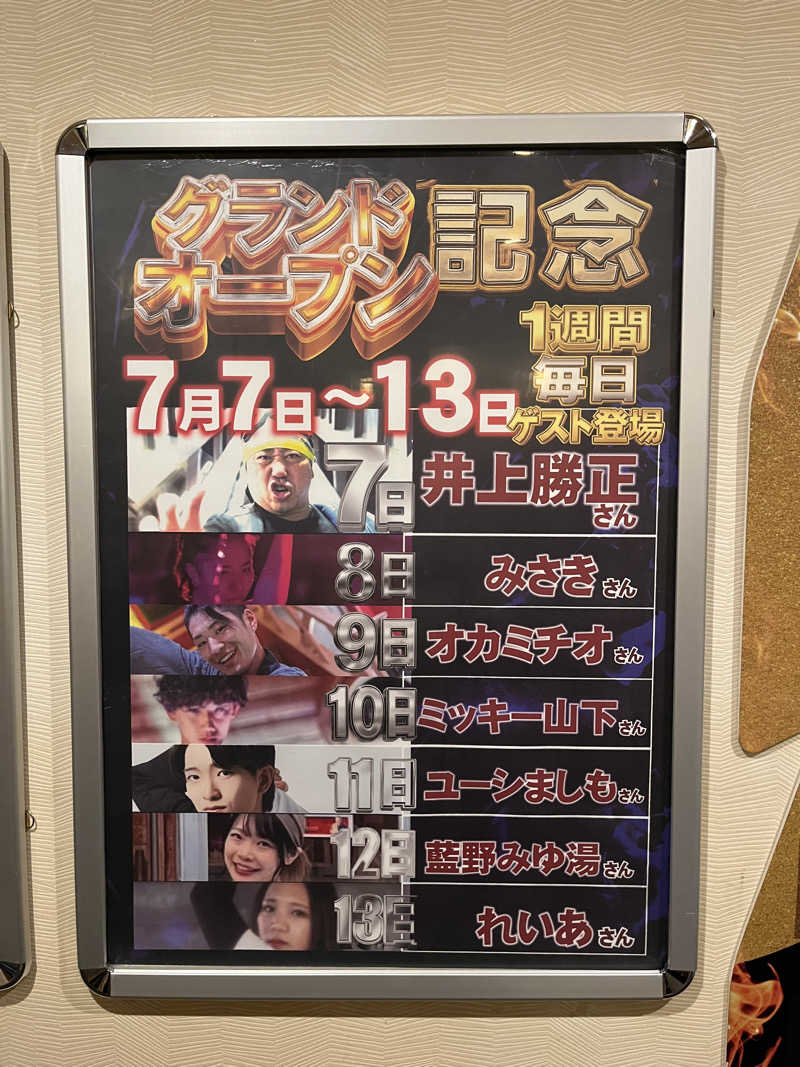 グランド
オープン
記念
1週間
毎日
ゲスト登場
7月7日～13日
7日 井上勝正さん
8日 みさきさん
9日 オカミチオさん
10日 ミッキー山下さん
11日 ユーシましもさん
12日 藍野みゆ湯さん
13日 れいあさん